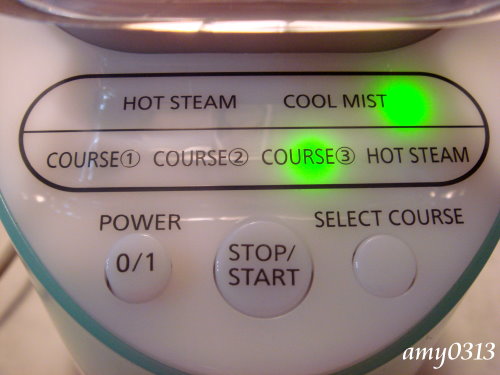 HOT STEAM COOL MIST
COURSE① COURSE② COURSE③ HOT STEAM
POWER SELECT COURSE
0/1 STOP/
START
amy0313